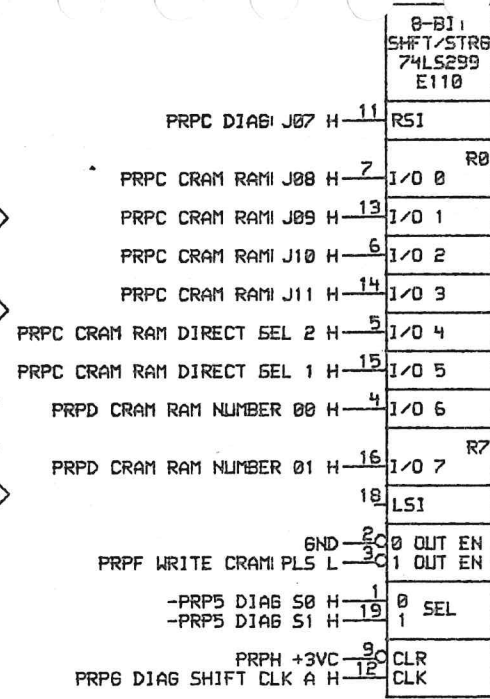 8-BI
SHFT/STRG
74LS299
E110
PRPC DIAG J07 H 11 RSI
R0
PRPC CRAM RAM J08 H 7 I/O 0
PRPC CRAM RAM J09 H 13 I/O 1
PRPC CRAM RAM J10 H 6 I/O 2
PRPC CRAM RAM J11 H 14 I/O 3
PRPC CRAM RAM DIRECT SEL 2 H 5 I/O 4
PRPC CRAM RAM DIRECT SEL 1 H 15 I/O 5
PRPD CRAM RAM NUMBER 00 H 4 I/O 6
R7
PRPD CRAM RAM NUMBER 01 H 16 I/O 7
18 LSI
GND 2 0 OUT EN
PRPF WRITE CRAM PLS L 3 1 OUT EN
-PRP5 DIAG S0 H 1 0 SEL
-PRP5 DIAG S1 H 19 1
PRPH +3VC 9 CLR
PRPG DIAG SHIFT CLK A H 12 CLK